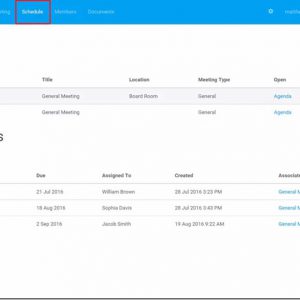 eting Schedule Members Documents
Title Location Meeting Type Open
General Meeting Board Room General Agenda
General Meeting General Agenda
s
Due Assigned To Created Associate
21 Jul 2016 William Brown 28 Jul 2016 3:23 PM General M
18 Aug 2016 Sophia Davis 28 Jul 2016 3:43 PM General M
2 Sep 2016 Jacob Smith 19 Aug 2016 9:22 AM General M